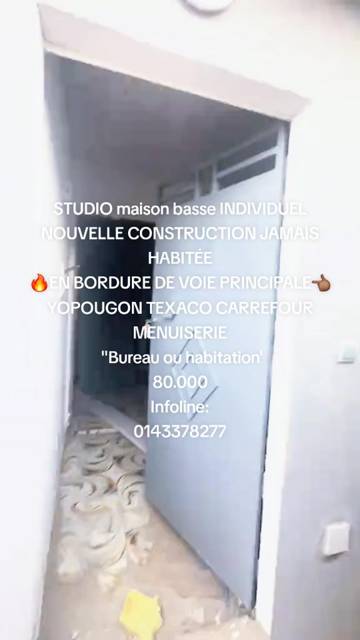 STUDIO maison basse INDIVIDUEL
NOUVELLE CONSTRUCTION JAMAIS
HABITÉE
🔥EN BORDURE DE VOIE PRINCIPALE👈🏾
YOPOUGON TEXACO CARREFOUR
MENUISERIE
"Bureau ou habitation'
80.000
Infoline:
0143378277